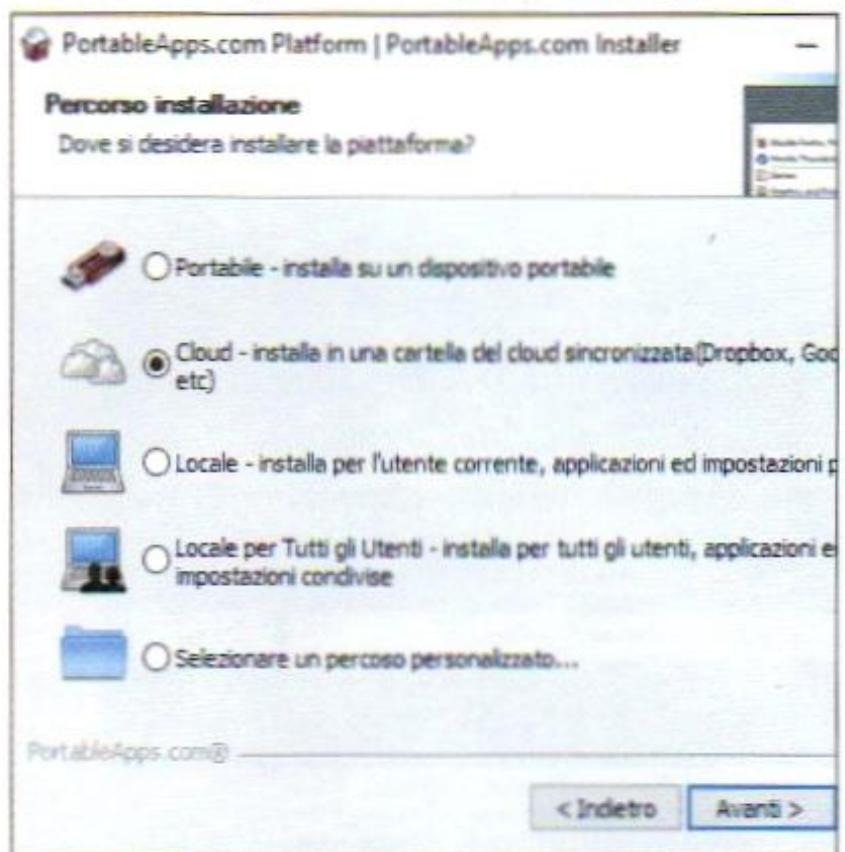 PortableApps.com Platform | PortableApps.com Installer
Percorso installazione
Dove si desidera installare la piattaforma?
Portabile - installa su un dispositivo portabile
Cloud - installa in una cartella del cloud sincronizzata(Dropbox, Goo
etc)
Locale - installa per l'utente corrente, applicazioni ed impostazioni p
Locale per Tutti gli Utenti - installa per tutti gli utenti, applicazioni e
impostazioni condivise
Selezionare un percoso personalizzato...
PortableApps.com®
< Indietro
Avanti >